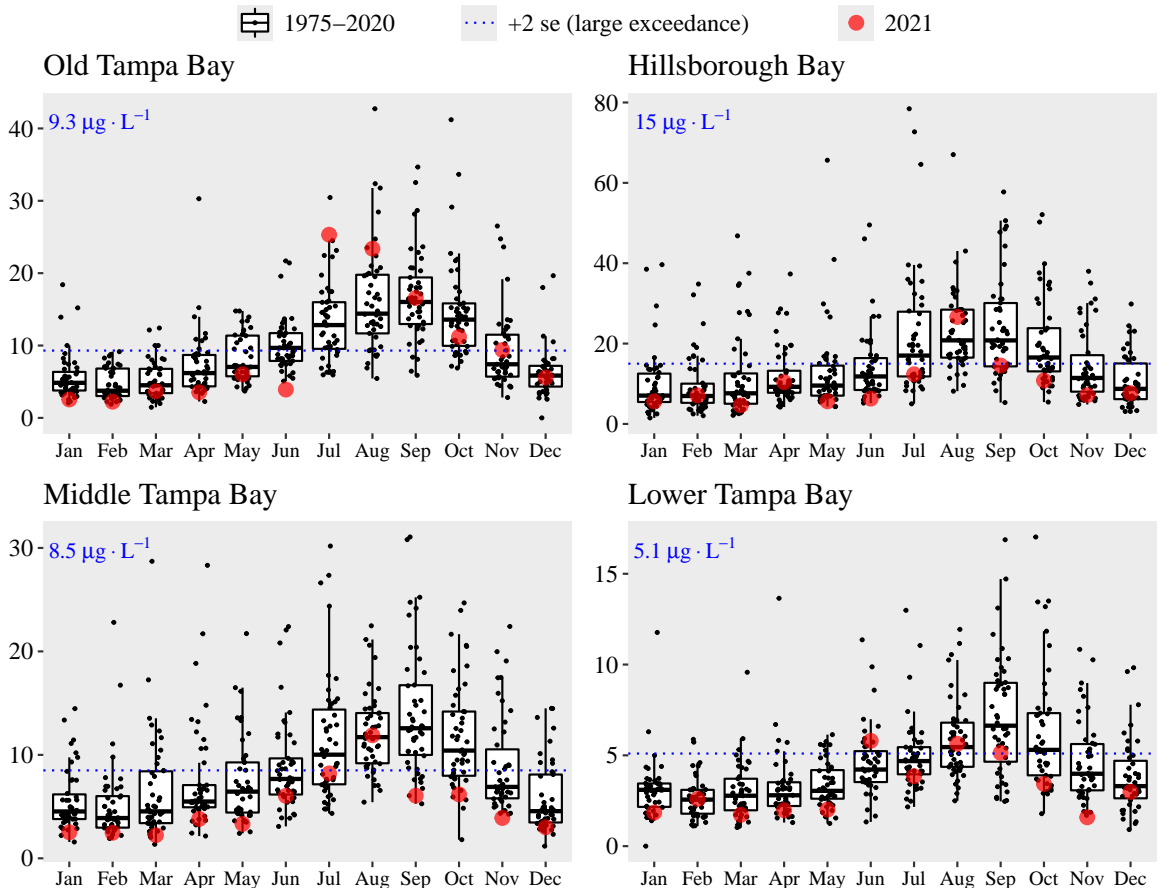 1975–2020 +2 se (large exceedance) 2021
Old Tampa Bay
9.3 μg · L⁻¹
40
30
20
10
0
Jan Feb Mar Apr May Jun Jul Aug Sep Oct Nov Dec
Hillsborough Bay
15 μg · L⁻¹
80
60
40
20
0
Jan Feb Mar Apr May Jun Jul Aug Sep Oct Nov Dec
Middle Tampa Bay
8.5 μg · L⁻¹
30
20
10
0
Jan Feb Mar Apr May Jun Jul Aug Sep Oct Nov Dec
Lower Tampa Bay
5.1 μg · L⁻¹
15
10
5
0
Jan Feb Mar Apr May Jun Jul Aug Sep Oct Nov Dec